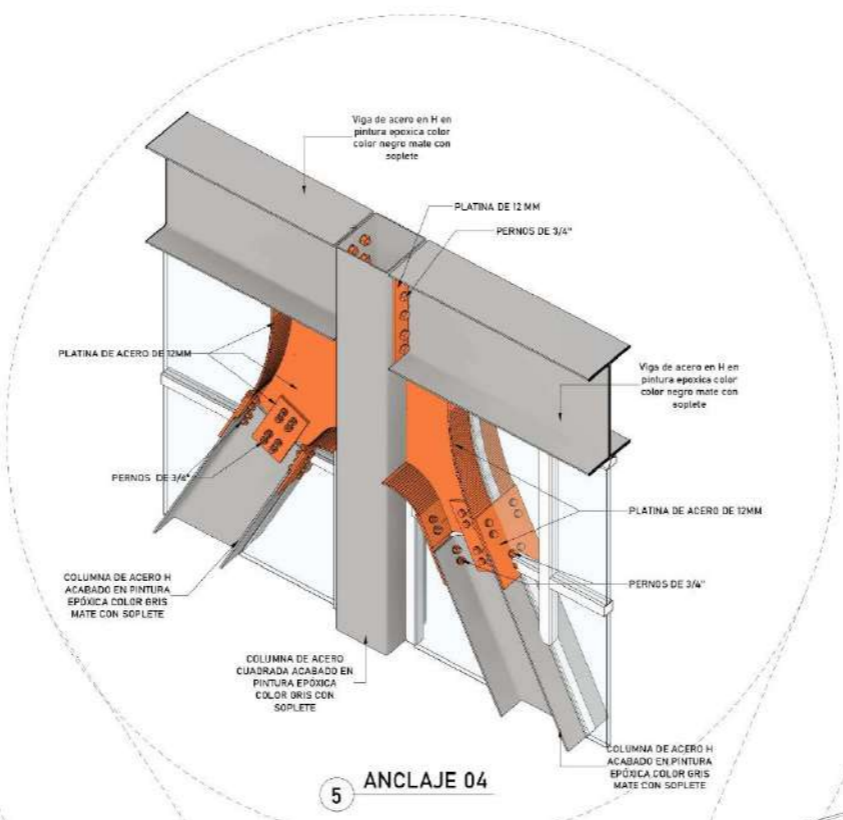 Viga de acero en H en
pintura epoxica color
color negro mate con
soplete
PLATINA DE 12 MM
PERNOS DE 3/4"
PLATINA DE ACERO DE 12MM
Viga de acero en H en
pintura epoxica color
color negro mate con
soplete
PERNOS DE 3/4"
PLATINA DE ACERO DE 12MM
PERNOS DE 3/4"
COLUMNA DE ACERO H
ACABADO EN PINTURA
EPÓXICA COLOR GRIS
MATE CON SOPLETE
COLUMNA DE ACERO
CUADRADA ACABADO EN
PINTURA EPÓXICA
COLOR GRIS CON
SOPLETE
COLUMNA DE ACERO H
ACABADO EN PINTURA
EPÓXICA COLOR GRIS
MATE CON SOPLETE
5 ANCLAJE 04